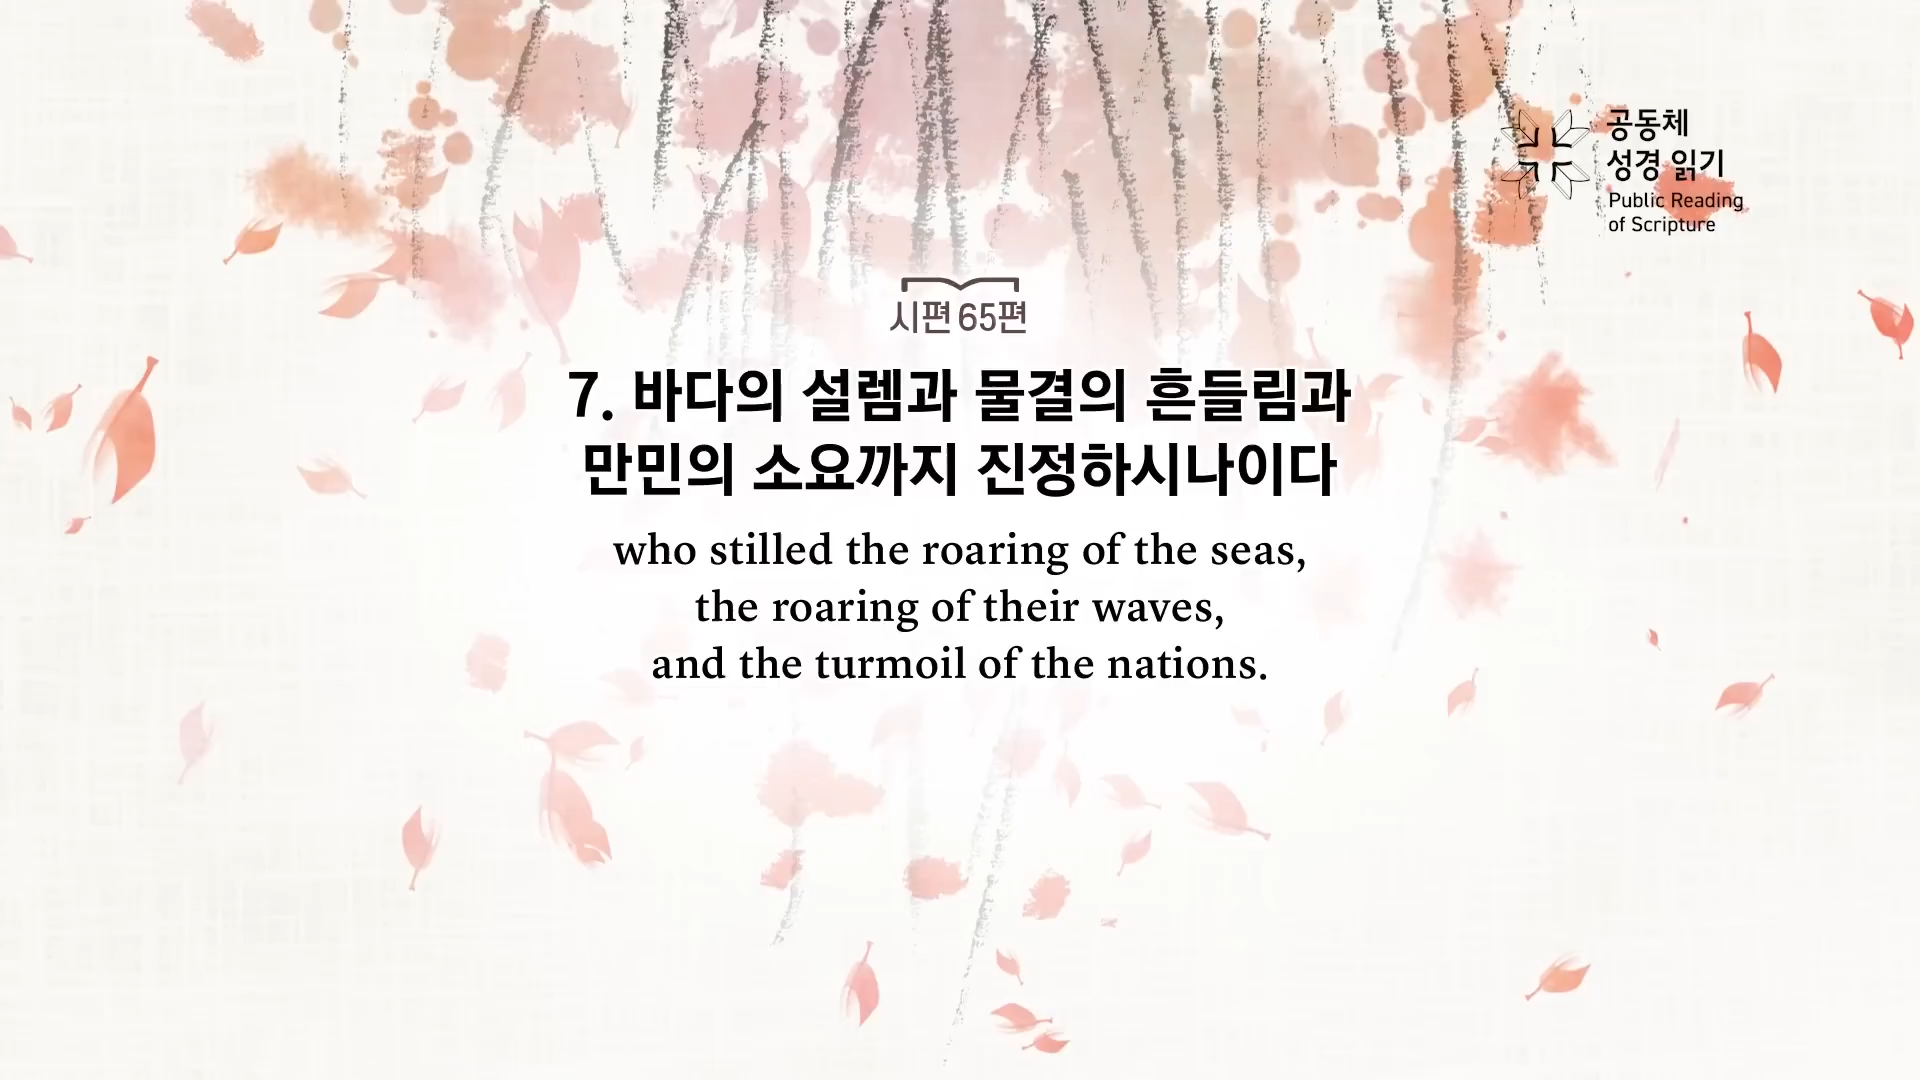 공동체
성경 읽기
Public Reading
of Scripture
시편 65편
7. 바다의 설렘과 물결의 흔들림과
만민의 소요까지 진정하시나이다
who stilled the roaring of the seas,
the roaring of their waves,
and the turmoil of the nations.